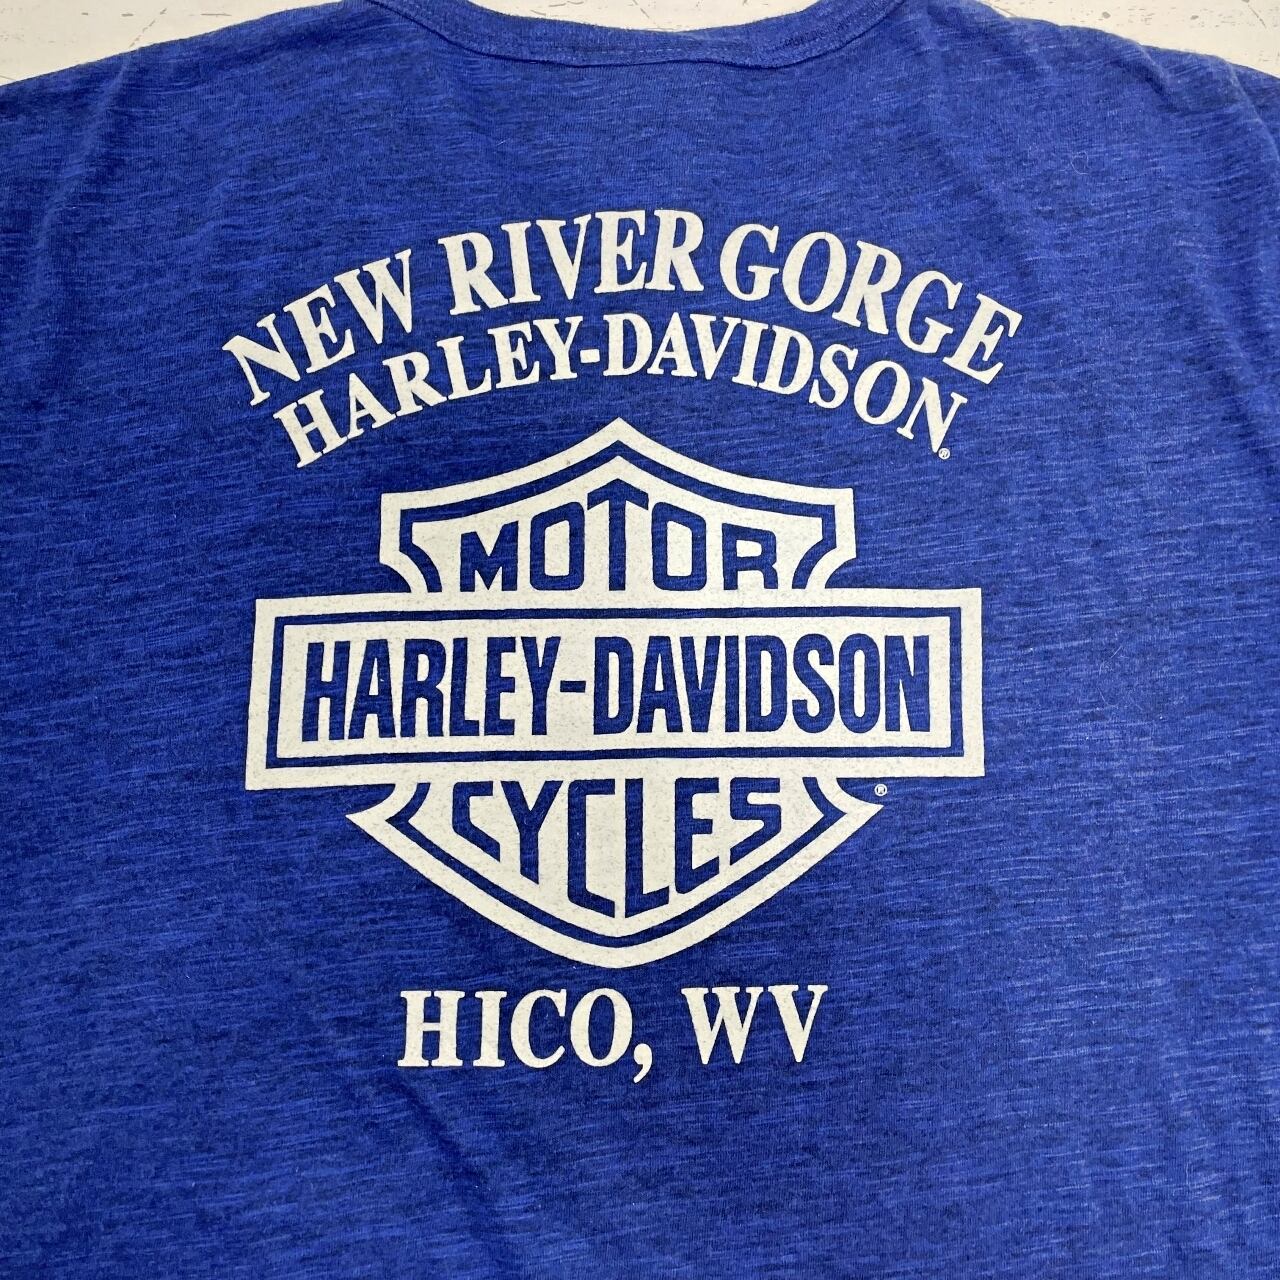 NEW RIVER GORGE
HARLEY-DAVIDSON®
MOTOR
HARLEY-DAVIDSON
CYCLES®
HICO, WV